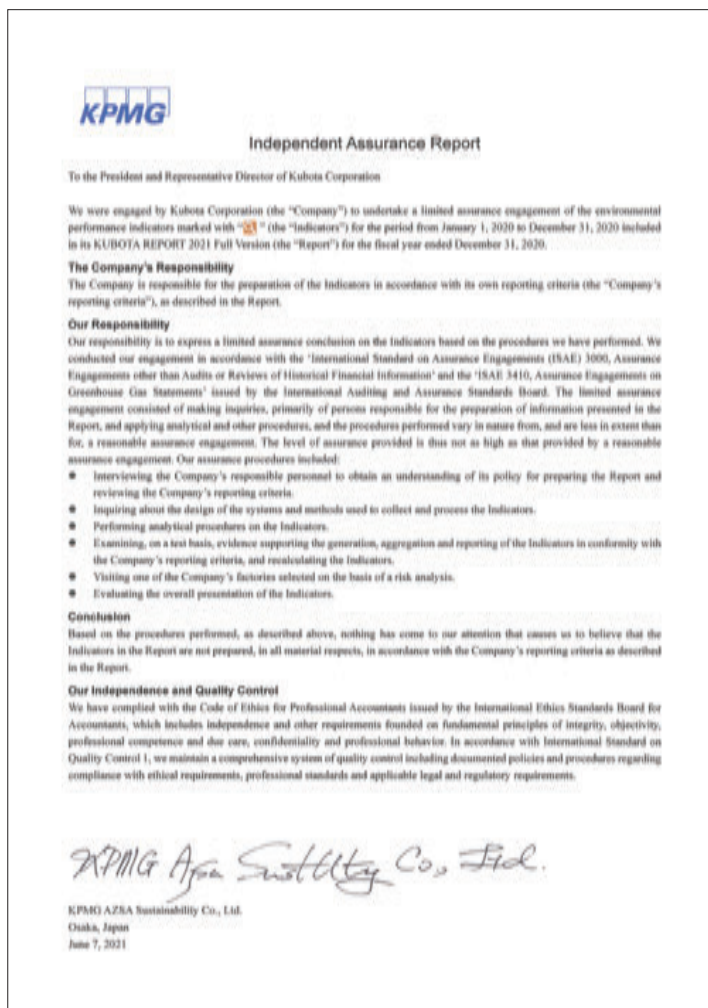 KPMG
Independent Assurance Report
To the President and Representative Director of Kubota Corporation
We were engaged by Kubota Corporation (the “Company”) to undertake a limited assurance engagement of the environmental
performance indicators marked with “ ” (the “Indicators”) for the period from January 1, 2020 to December 31, 2020 included
in its KUBOTA REPORT 2021 Full Version (the “Report”) for the fiscal year ended December 31, 2020.
The Company’s Responsibility
The Company is responsible for the preparation of the Indicators in accordance with its own reporting criteria (the “Company’s
reporting criteria”), as described in the Report.
Our Responsibility
Our responsibility is to express a limited assurance conclusion on the Indicators based on the procedures we have performed. We
conducted our engagement in accordance with the ‘International Standard on Assurance Engagements (ISAE) 3000, Assurance
Engagements other than Audits or Reviews of Historical Financial Information’ and the ‘ISAE 3410, Assurance Engagements on
Greenhouse Gas Statements’ issued by the International Auditing and Assurance Standards Board. The limited assurance
engagement consisted of making inquiries, primarily of persons responsible for the preparation of information presented in the
Report, and applying analytical and other procedures, and the procedures performed vary in nature from, and are less in extent than
for, a reasonable assurance engagement. The level of assurance provided is thus not as high as that provided by a reasonable
assurance engagement. Our assurance procedures included:
● Interviewing the Company’s responsible personnel to obtain an understanding of its policy for preparing the Report and
reviewing the Company’s reporting criteria.
● Inquiring about the design of the systems and methods used to collect and process the Indicators.
● Performing analytical procedures on the Indicators.
● Examining, on a test basis, evidence supporting the generation, aggregation and reporting of the Indicators in conformity with
the Company’s reporting criteria, and recalculating the Indicators.
● Visiting one of the Company’s factories selected on the basis of a risk analysis.
● Evaluating the overall presentation of the Indicators.
Conclusion
Based on the procedures performed, as described above, nothing has come to our attention that causes us to believe that the
Indicators in the Report are not prepared, in all material respects, in accordance with the Company’s reporting criteria as described
in the Report.
Our Independence and Quality Control
We have complied with the Code of Ethics for Professional Accountants issued by the International Ethics Standards Board for
Accountants, which includes independence and other requirements founded on fundamental principles of integrity, objectivity,
professional competence and due care, confidentiality and professional behavior. In accordance with International Standard on
Quality Control 1, we maintain a comprehensive system of quality control including documented policies and procedures regarding
compliance with ethical requirements, professional standards and applicable legal and regulatory requirements.
KPMG Azsa Sustability Co., Ltd.
KPMG AZSA Sustainability Co., Ltd.
Osaka, Japan
June 7, 2021